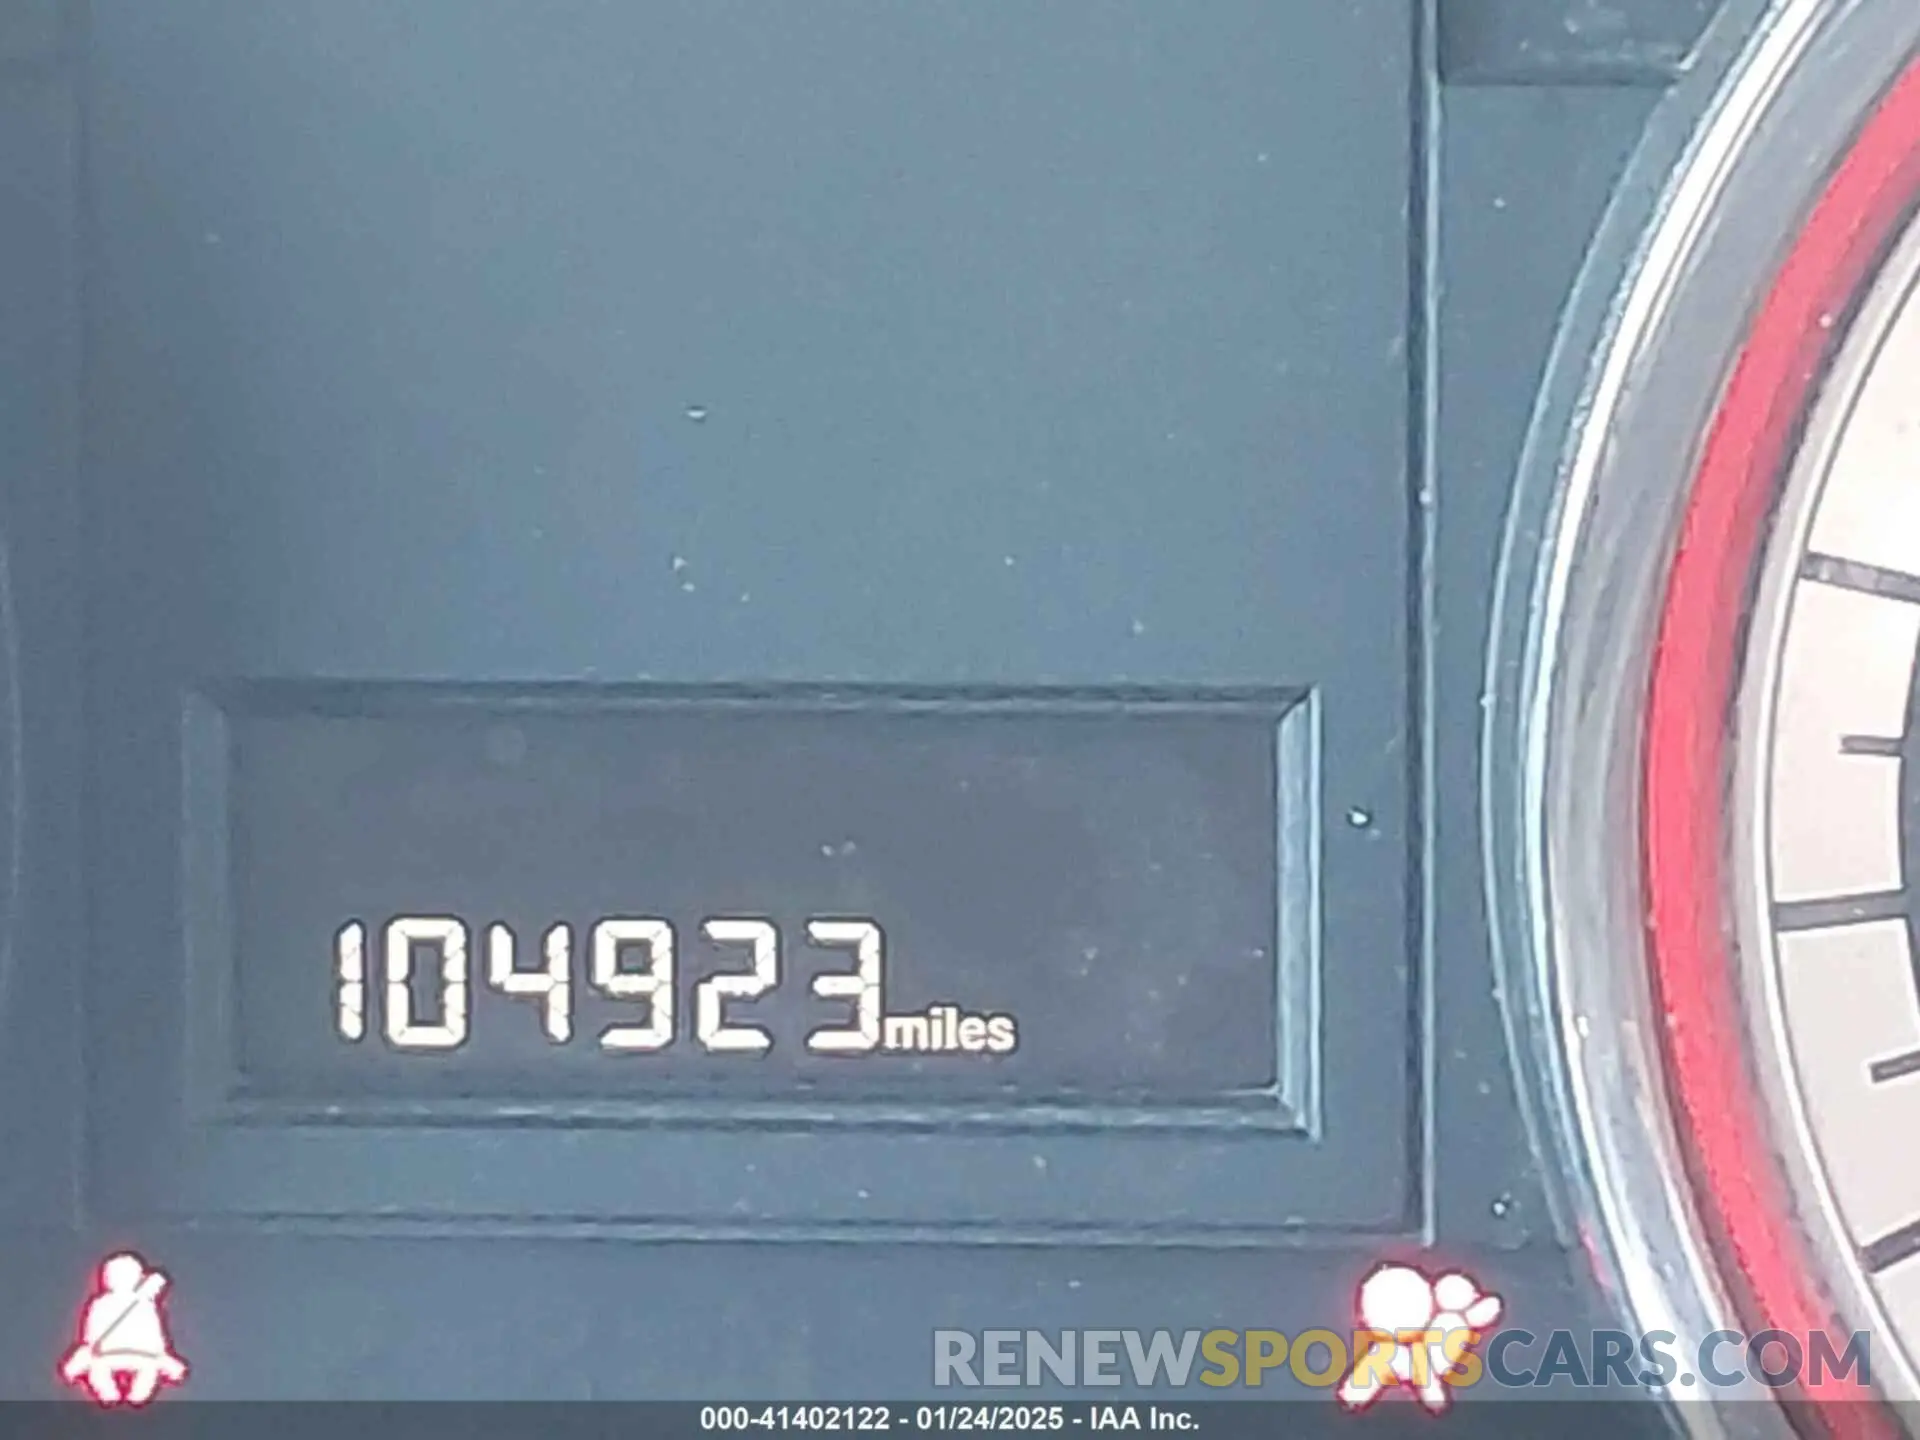 104923miles
RENEWSPORTSCARS.COM
000-41402122 - 01/24/2025 - IAA Inc.